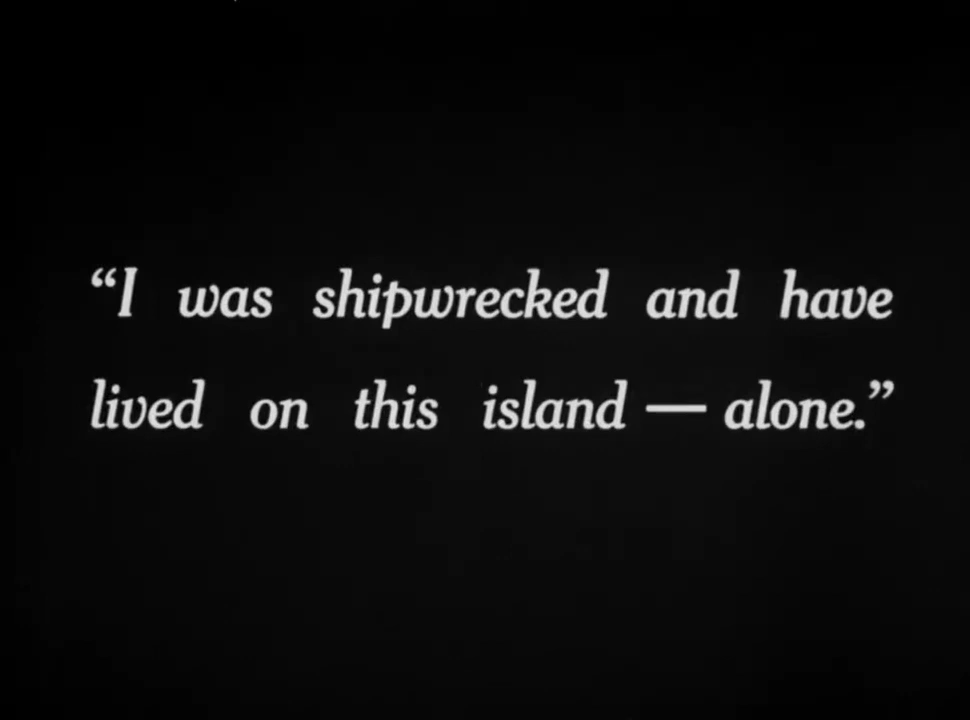 “I was shipwrecked and have
lived on this island — alone.”